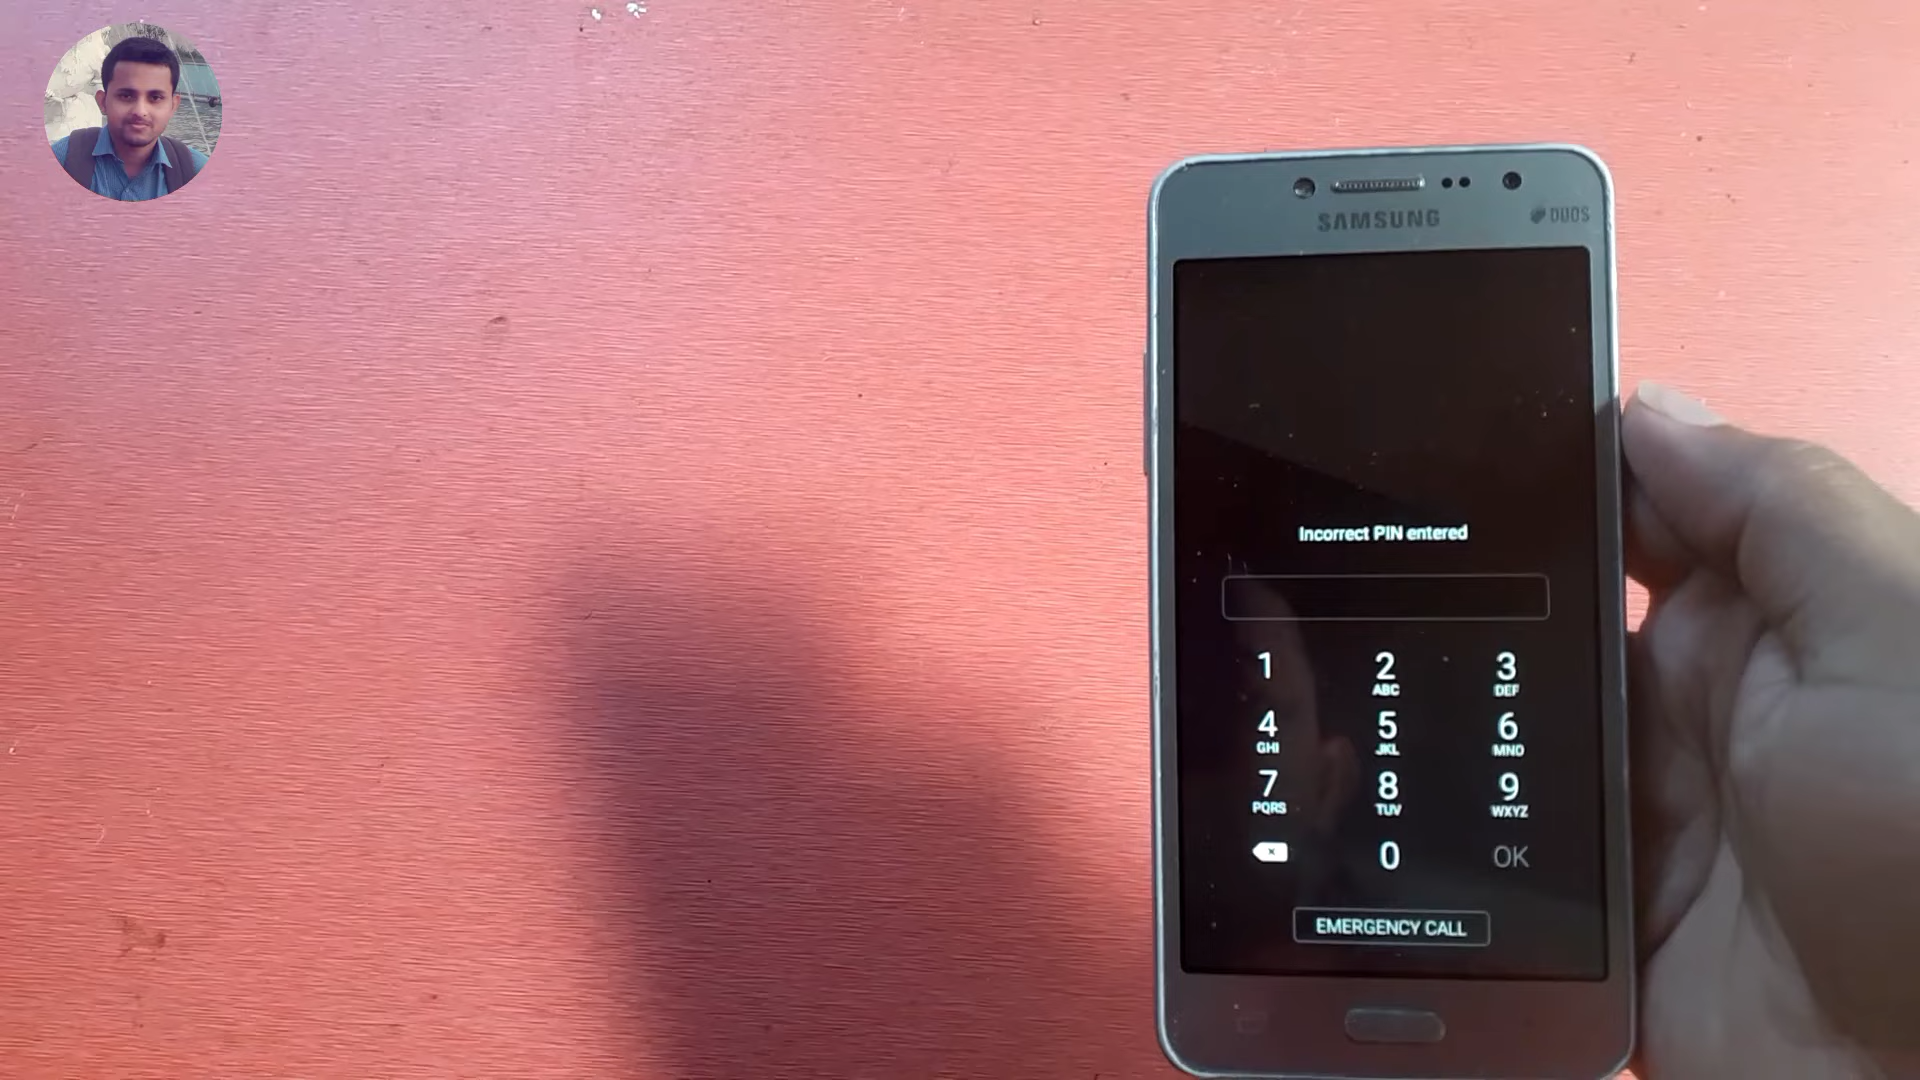 SAMSUNG
DUOS
Incorrect PIN entered
1
2
ABC
3
DEF
4
GHI
5
JKL
6
MNO
7
PQRS
8
TUV
9
WXYZ
0
OK
EMERGENCY CALL